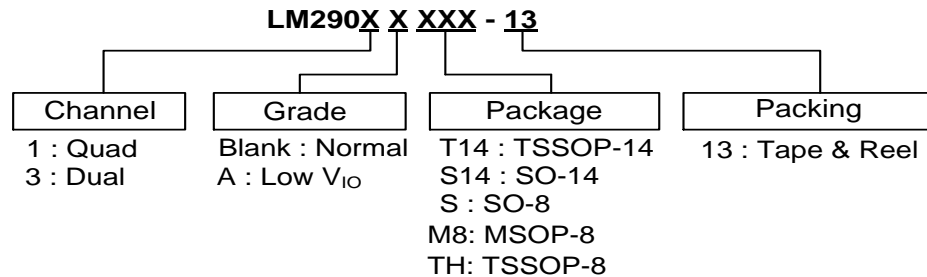 LM290X X XXX - 13
Channel
1 : Quad
3 : Dual
Grade
Blank : Normal
A : Low VIO
Package
T14 : TSSOP-14
S14 : SO-14
S : SO-8
M8: MSOP-8
TH: TSSOP-8
Packing
13 : Tape & Reel